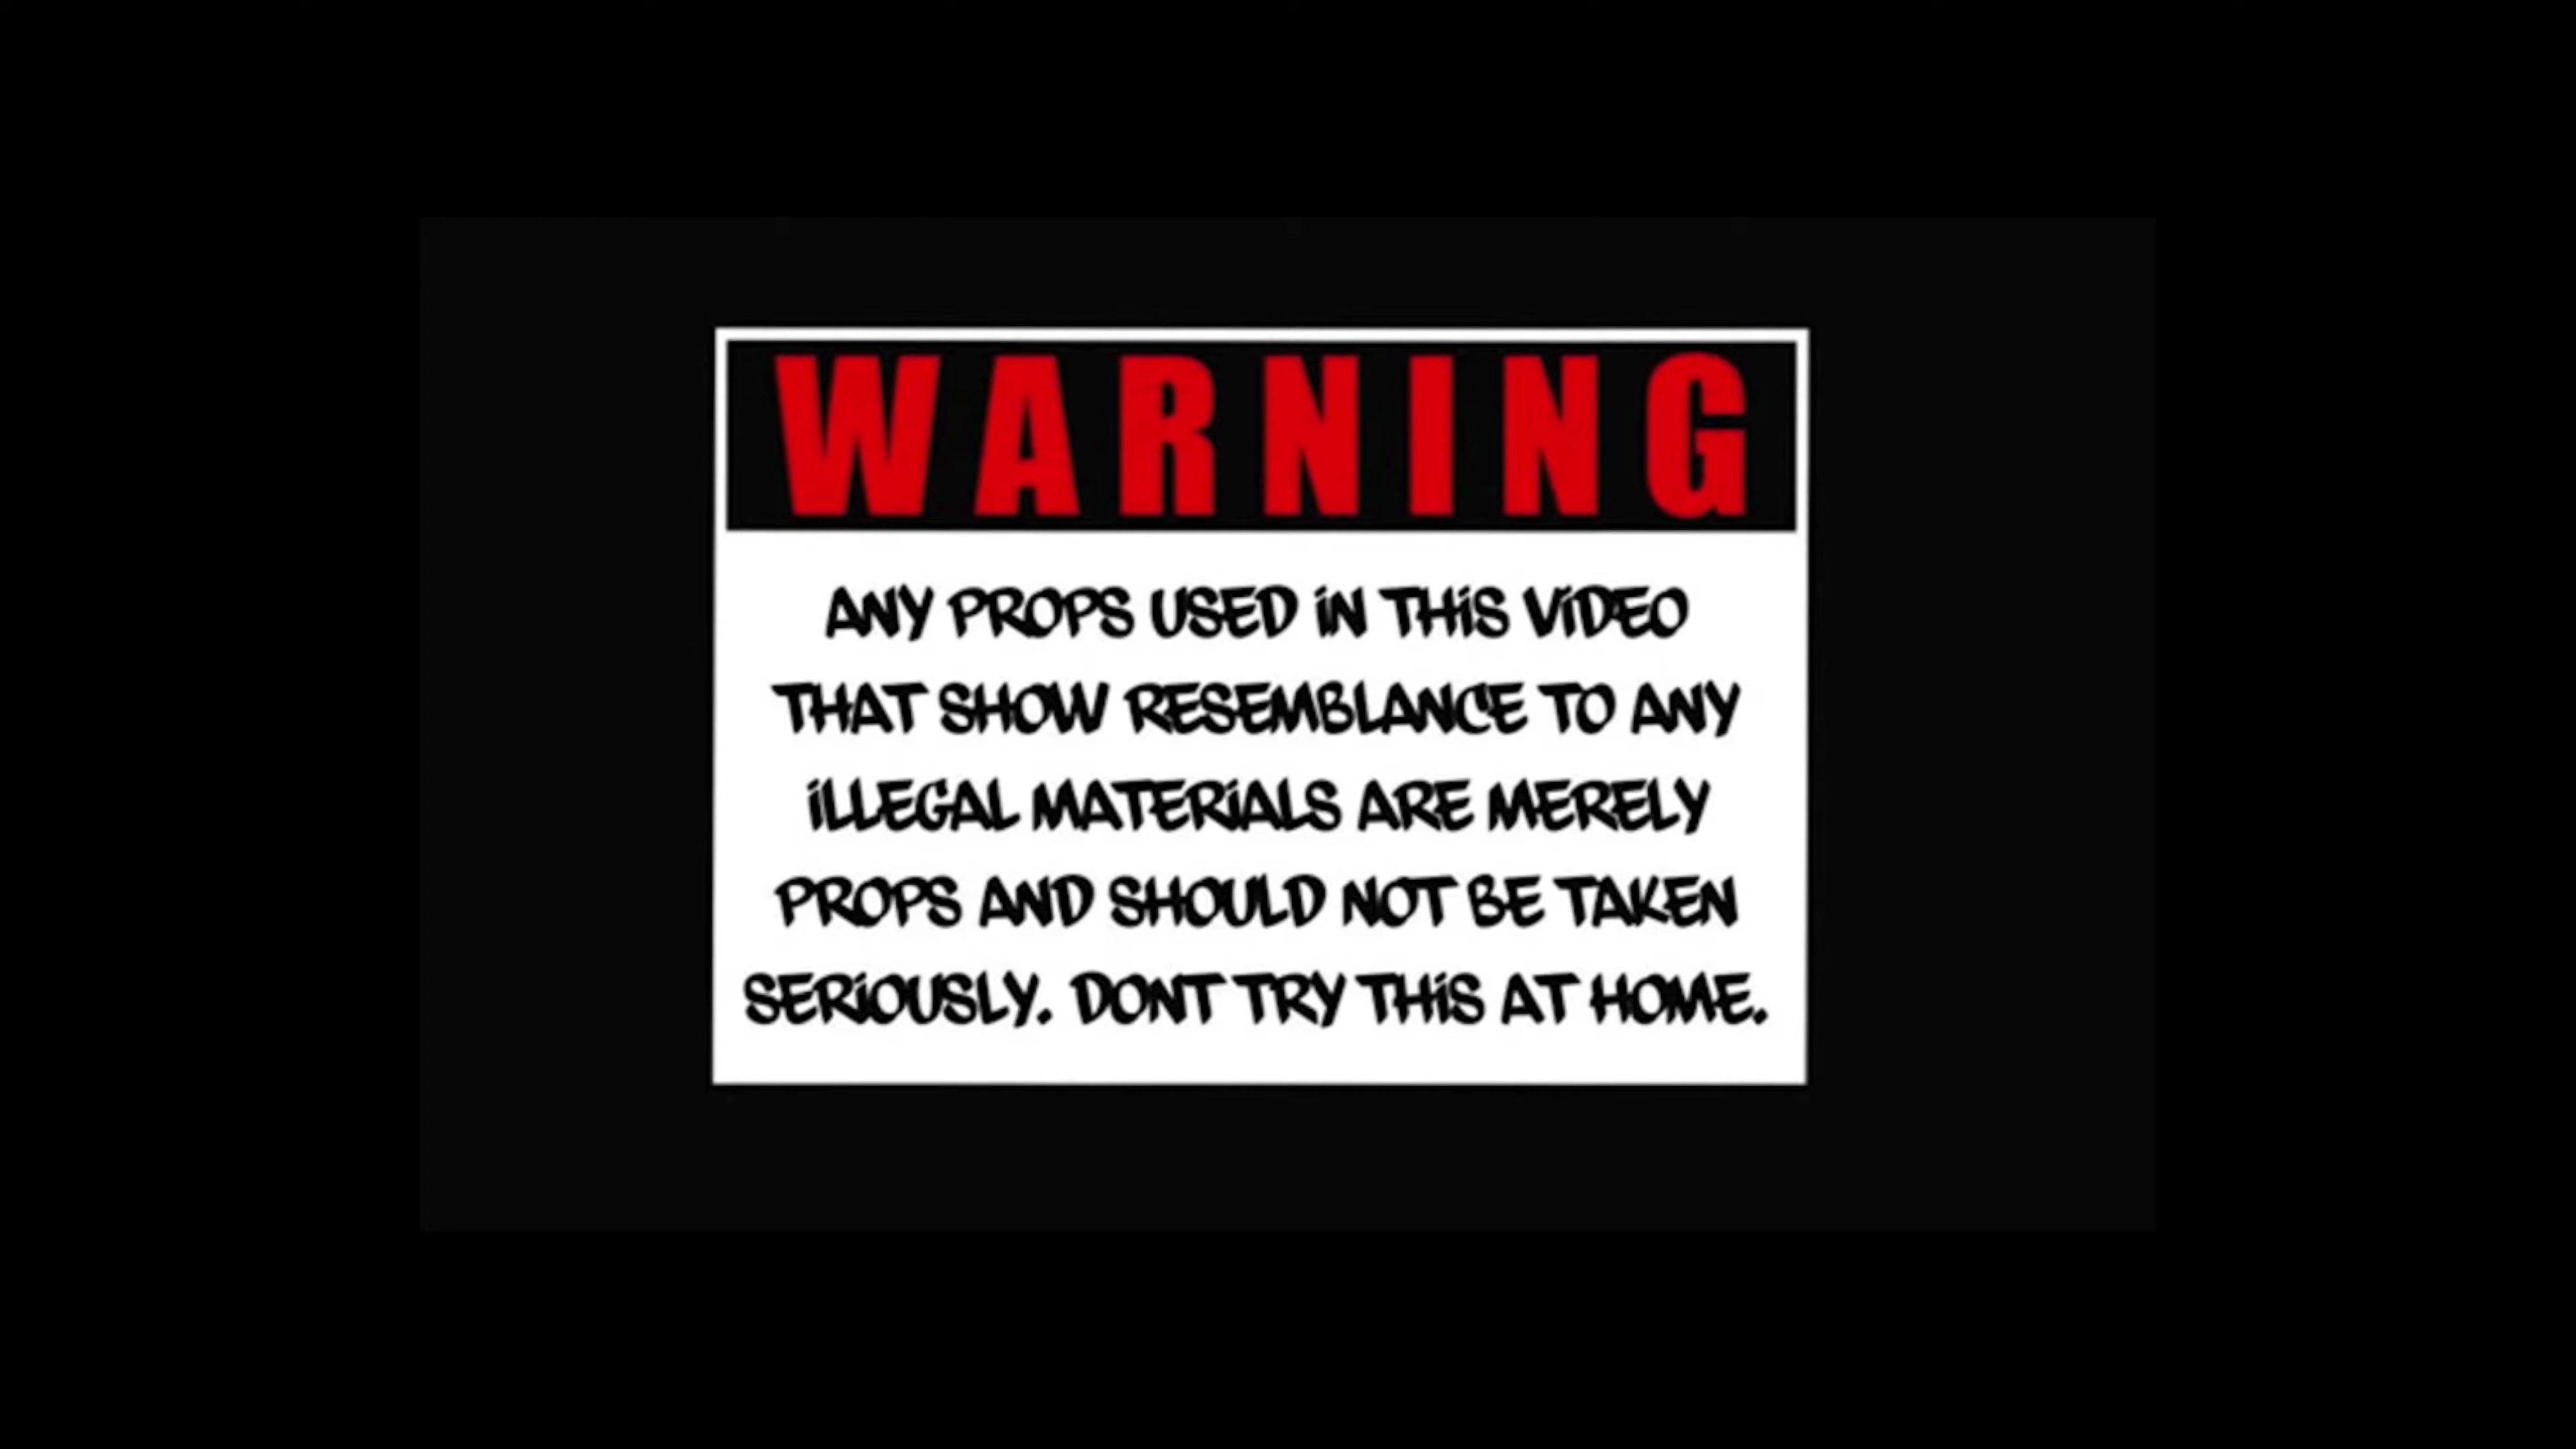 WARNING
ANY PROPS USED iN THiS ViDEO
THAT SHOW RESEMBLANCE TO ANY
iLLEGAL MATERiALS ARE MERELY
PROPS AND SHOULD NOT BE TAKEN
SERiOUSLY. DONT TRY THiS AT HOME.